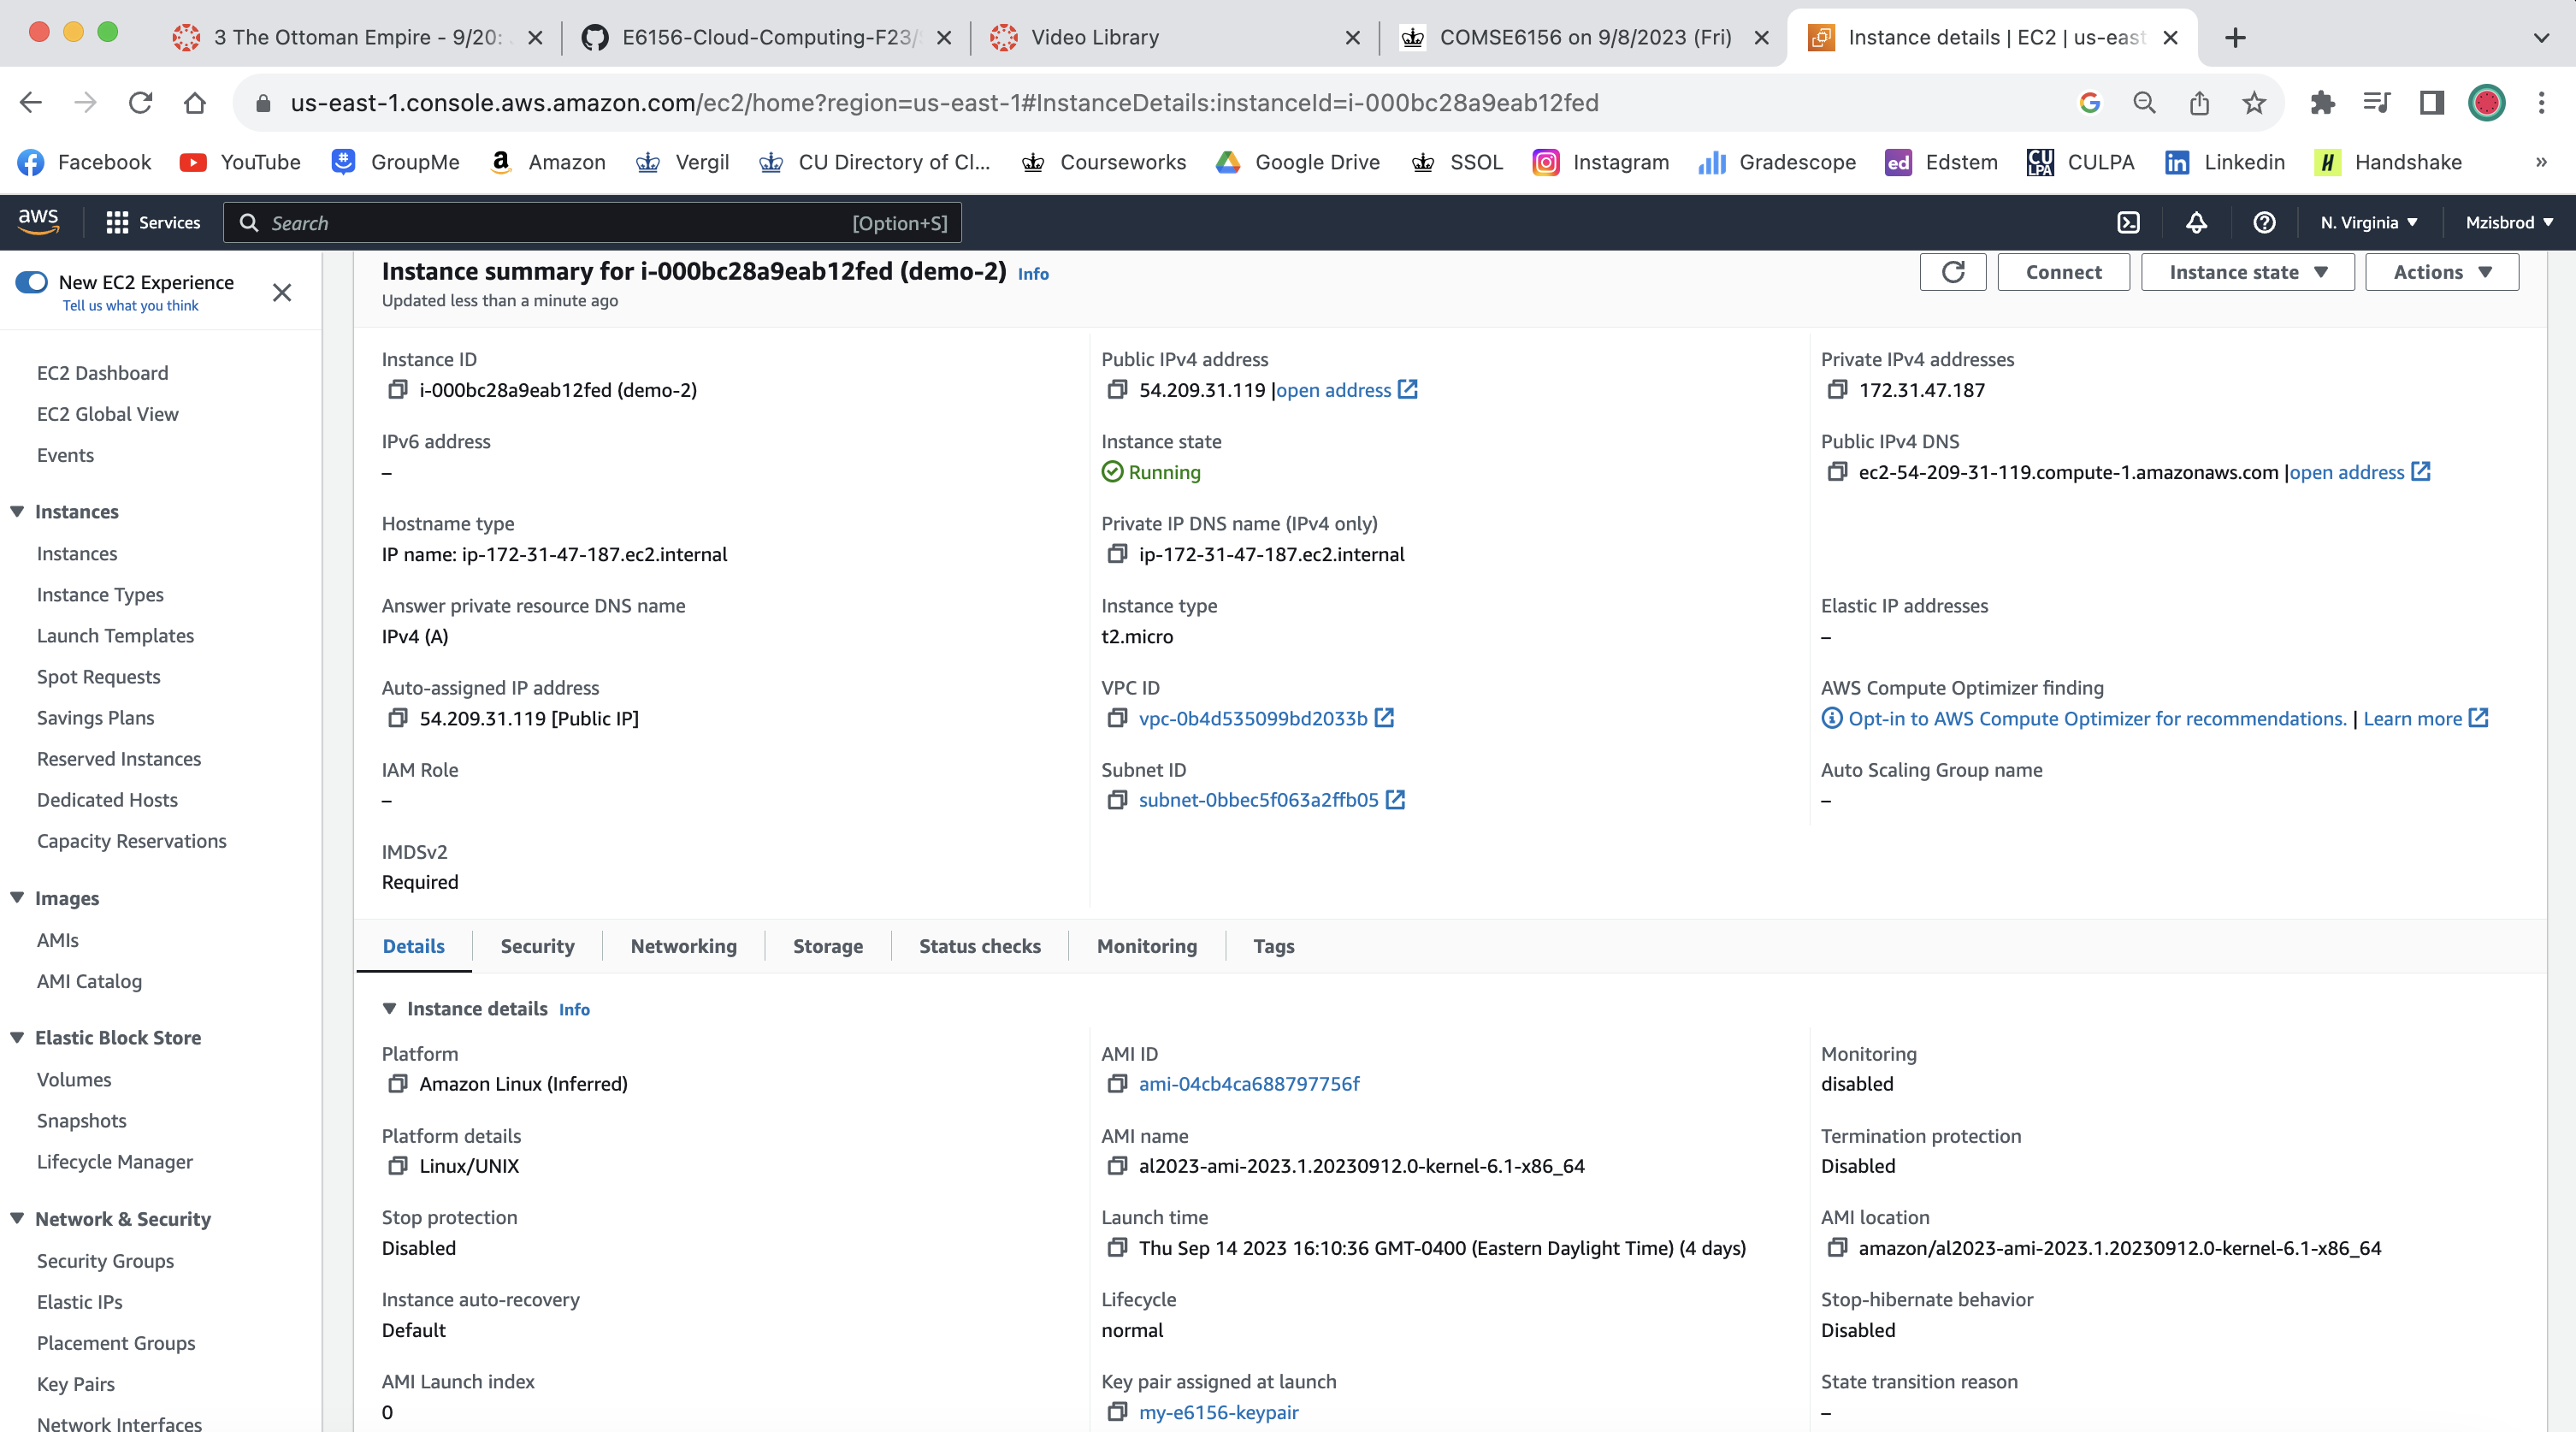 3 The Ottoman Empire - 9/20:
E6156-Cloud-Computing-F23/
Video Library
COMSE6156 on 9/8/2023 (Fri)
Instance details | EC2 | us-east
us-east-1.console.aws.amazon.com/ec2/home?region=us-east-1#InstanceDetails:instanceId=i-000bc28a9eab12fed
Facebook
YouTube
GroupMe
Amazon
Vergil
CU Directory of Cl...
Courseworks
Google Drive
SSOL
Instagram
Gradescope
ed Edstem
CU LPA CULPA
in Linkedin
H Handshake
»
aws
Services
Search [Option+S]
N. Virginia
Mzisbrod
New EC2 Experience
Tell us what you think
EC2 Dashboard
EC2 Global View
Events
Instances
Instances
Instance Types
Launch Templates
Spot Requests
Savings Plans
Reserved Instances
Dedicated Hosts
Capacity Reservations
Images
AMIs
AMI Catalog
Elastic Block Store
Volumes
Snapshots
Lifecycle Manager
Network & Security
Security Groups
Elastic IPs
Placement Groups
Key Pairs
Network Interfaces
Instance summary for i-000bc28a9eab12fed (demo-2) Info
Updated less than a minute ago
Connect
Instance state
Actions
Instance ID
i-000bc28a9eab12fed (demo-2)
Public IPv4 address
54.209.31.119 |open address
Private IPv4 addresses
172.31.47.187
IPv6 address
–
Instance state
Running
Public IPv4 DNS
ec2-54-209-31-119.compute-1.amazonaws.com |open address
Hostname type
IP name: ip-172-31-47-187.ec2.internal
Private IP DNS name (IPv4 only)
ip-172-31-47-187.ec2.internal
Answer private resource DNS name
IPv4 (A)
Instance type
t2.micro
Elastic IP addresses
–
Auto-assigned IP address
54.209.31.119 [Public IP]
VPC ID
vpc-0b4d535099bd2033b
AWS Compute Optimizer finding
Opt-in to AWS Compute Optimizer for recommendations. | Learn more
IAM Role
–
Subnet ID
subnet-0bbec5f063a2ffb05
Auto Scaling Group name
–
IMDSv2
Required
Details
Security
Networking
Storage
Status checks
Monitoring
Tags
Instance details Info
Platform
Amazon Linux (Inferred)
AMI ID
ami-04cb4ca688797756f
Monitoring
disabled
Platform details
Linux/UNIX
AMI name
al2023-ami-2023.1.20230912.0-kernel-6.1-x86_64
Termination protection
Disabled
Stop protection
Disabled
Launch time
Thu Sep 14 2023 16:10:36 GMT-0400 (Eastern Daylight Time) (4 days)
AMI location
amazon/al2023-ami-2023.1.20230912.0-kernel-6.1-x86_64
Instance auto-recovery
Default
Lifecycle
normal
Stop-hibernate behavior
Disabled
AMI Launch index
0
Key pair assigned at launch
my-e6156-keypair
State transition reason
–